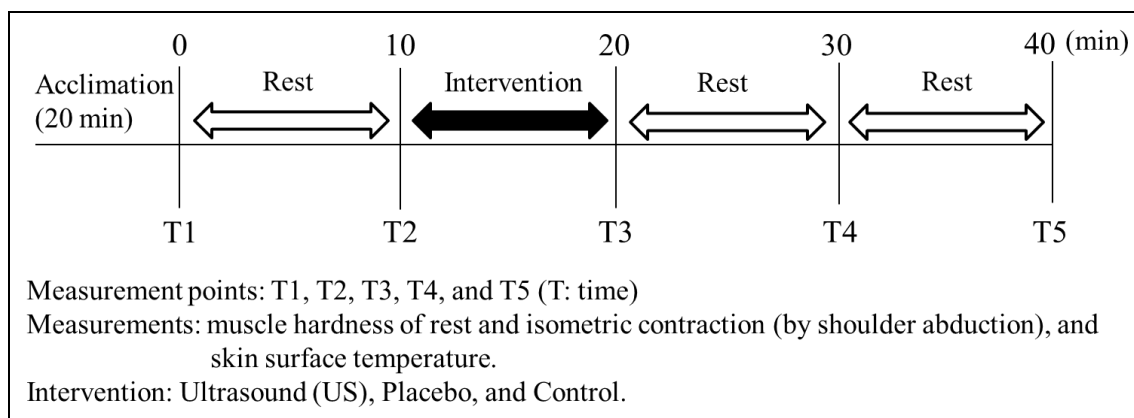 0 10 20 30 40 (min)
Acclimation Rest Intervention Rest Rest
(20 min)
T1 T2 T3 T4 T5
Measurement points: T1, T2, T3, T4, and T5 (T: time)
Measurements: muscle hardness of rest and isometric contraction (by shoulder abduction), and
skin surface temperature.
Intervention: Ultrasound (US), Placebo, and Control.